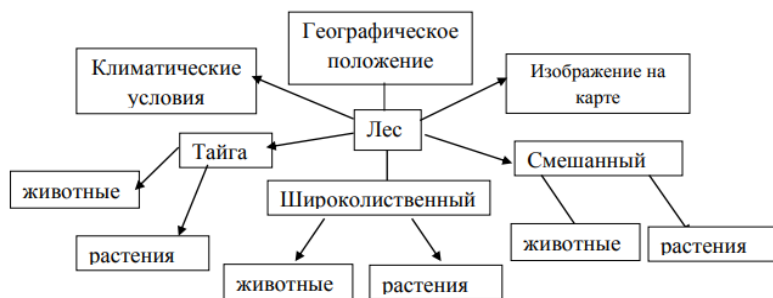 Географическое
положение
Климатические
условия
Изображение на
карте
Лес
Тайга
Смешанный
животные
Широколиственный
растения
животные
растения
животные
растения